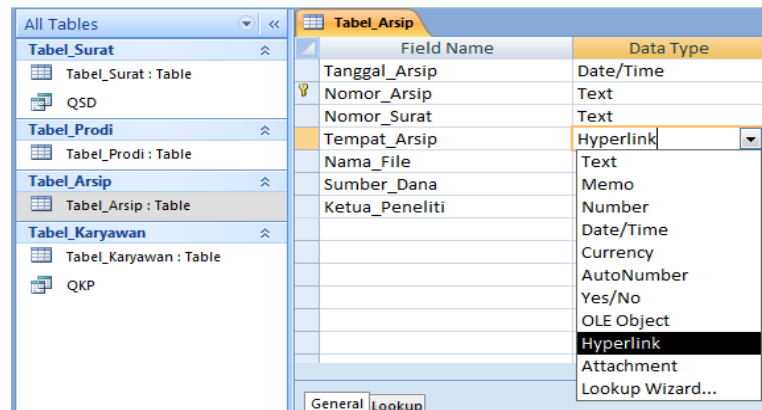 All Tables
Tabel_Surat
Tabel_Surat : Table
QSD
Tabel_Prodi
Tabel_Prodi : Table
Tabel_Arsip
Tabel_Arsip : Table
Tabel_Karyawan
Tabel_Karyawan : Table
QKP
Tabel_Arsip
Field Name Data Type
Tanggal_Arsip Date/Time
Nomor_Arsip Text
Nomor_Surat Text
Tempat_Arsip Hyperlink
Nama_File
Sumber_Dana
Ketua_Peneliti
Text
Memo
Number
Date/Time
Currency
AutoNumber
Yes/No
OLE Object
Hyperlink
Attachment
Lookup Wizard...
General Lookup